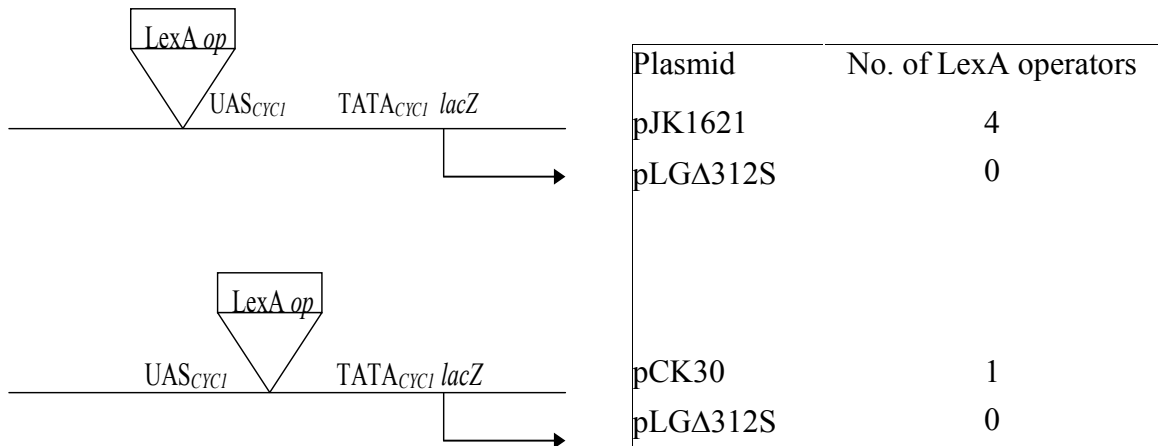 LexA op
UASCYC1 TATACYC1 lacZ
LexA op
UASCYC1 TATACYC1 lacZ
Plasmid No. of LexA operators
pJK1621 4
pLGΔ312S 0
pCK30 1
pLGΔ312S 0